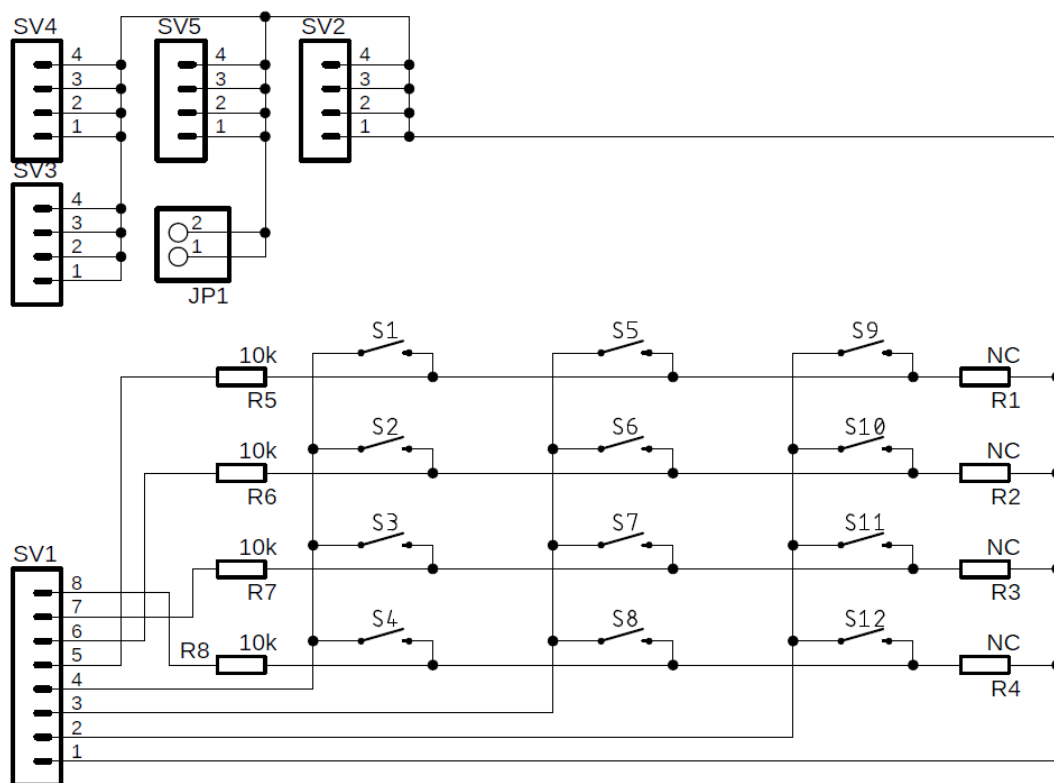 SV4 SV5 SV2
4 4 4
3 3 3
2 2 2
1 1 1
SV3
4
3 2
2 1
1
JP1
S1 S5 S9
10k NC
R5 R1
S2 S6 S10
10k NC
R6 R2
S3 S7 S11
SV1 10k NC
8 R7 R3
7
6 S4 S8 S12
5 R8 10k NC
4 R4
3
2
1